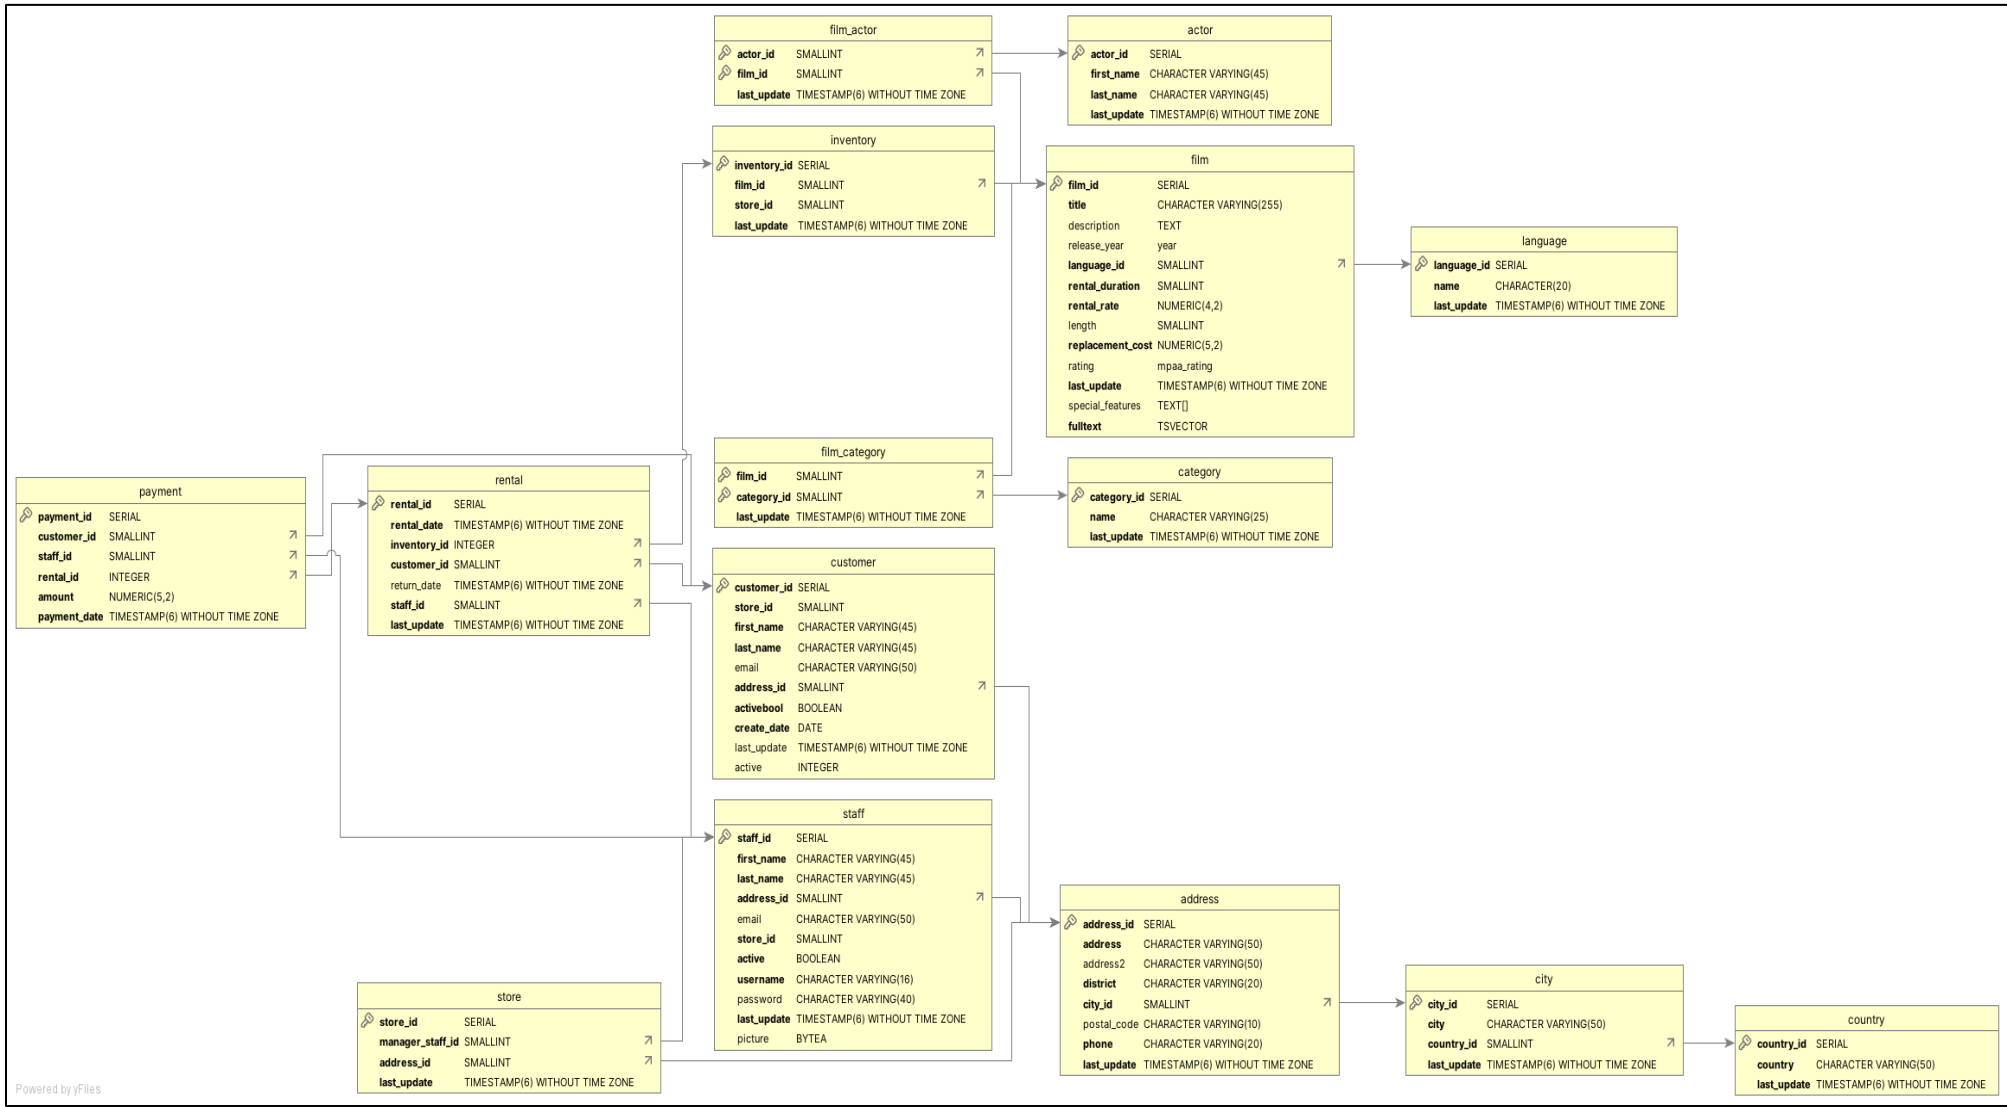 film_actor
actor_id SMALLINT
film_id SMALLINT
last_update TIMESTAMP(6) WITHOUT TIME ZONE
actor
actor_id SERIAL
first_name CHARACTER VARYING(45)
last_name CHARACTER VARYING(45)
last_update TIMESTAMP(6) WITHOUT TIME ZONE
inventory
inventory_id SERIAL
film_id SMALLINT
store_id SMALLINT
last_update TIMESTAMP(6) WITHOUT TIME ZONE
film
film_id SERIAL
title CHARACTER VARYING(255)
description TEXT
release_year year
language_id SMALLINT
rental_duration SMALLINT
rental_rate NUMERIC(4,2)
length SMALLINT
replacement_cost NUMERIC(5,2)
rating mpaa_rating
last_update TIMESTAMP(6) WITHOUT TIME ZONE
special_features TEXT[]
fulltext TSVECTOR
language
language_id SERIAL
name CHARACTER(20)
last_update TIMESTAMP(6) WITHOUT TIME ZONE
film_category
film_id SMALLINT
category_id SMALLINT
last_update TIMESTAMP(6) WITHOUT TIME ZONE
category
category_id SERIAL
name CHARACTER VARYING(25)
last_update TIMESTAMP(6) WITHOUT TIME ZONE
payment
payment_id SERIAL
customer_id SMALLINT
staff_id SMALLINT
rental_id INTEGER
amount NUMERIC(5,2)
payment_date TIMESTAMP(6) WITHOUT TIME ZONE
rental
rental_id SERIAL
rental_date TIMESTAMP(6) WITHOUT TIME ZONE
inventory_id INTEGER
customer_id SMALLINT
return_date TIMESTAMP(6) WITHOUT TIME ZONE
staff_id SMALLINT
last_update TIMESTAMP(6) WITHOUT TIME ZONE
customer
customer_id SERIAL
store_id SMALLINT
first_name CHARACTER VARYING(45)
last_name CHARACTER VARYING(45)
email CHARACTER VARYING(50)
address_id SMALLINT
activebool BOOLEAN
create_date DATE
last_update TIMESTAMP(6) WITHOUT TIME ZONE
active INTEGER
staff
staff_id SERIAL
first_name CHARACTER VARYING(45)
last_name CHARACTER VARYING(45)
address_id SMALLINT
email CHARACTER VARYING(50)
store_id SMALLINT
active BOOLEAN
username CHARACTER VARYING(16)
password CHARACTER VARYING(40)
last_update TIMESTAMP(6) WITHOUT TIME ZONE
picture BYTEA
store
store_id SERIAL
manager_staff_id SMALLINT
address_id SMALLINT
last_update TIMESTAMP(6) WITHOUT TIME ZONE
address
address_id SERIAL
address CHARACTER VARYING(50)
address2 CHARACTER VARYING(50)
district CHARACTER VARYING(20)
city_id SMALLINT
postal_code CHARACTER VARYING(10)
phone CHARACTER VARYING(20)
last_update TIMESTAMP(6) WITHOUT TIME ZONE
city
city_id SERIAL
city CHARACTER VARYING(50)
country_id SMALLINT
last_update TIMESTAMP(6) WITHOUT TIME ZONE
country
country_id SERIAL
country CHARACTER VARYING(50)
last_update TIMESTAMP(6) WITHOUT TIME ZONE
Powered by yFiles